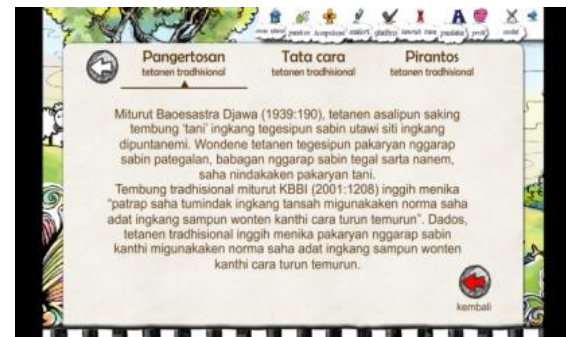 Pangertosan
tetanen tradhisional
Tata cara
tetanen tradhisional
Pirantos
tetanen tradhisional
Miturut Baoesastra Djawa (1939:190), tetanen asalipun saking
tembung 'tani' ingkang tegesipun sabin utawi siti ingkang
dipuntanemi. Wondene tetanen tegesipun pakaryan nggarap
sabin pategalan, babagan nggarap sabin tegal sarta nanem,
saha nindakaken pakaryan tani.
Tembung tradhisional miturut KBBI (2001:1208) inggih menika
"patrap saha tumindak ingkang tansah migunakaken norma saha
adat ingkang sampun wonten kanthi cara turun temurun". Dados,
tetanen tradhisional inggih menika pakaryan nggarap sabin
kanthi migunakaken norma saha adat ingkang sampun wonten
kanthi cara turun temurun.
kembali